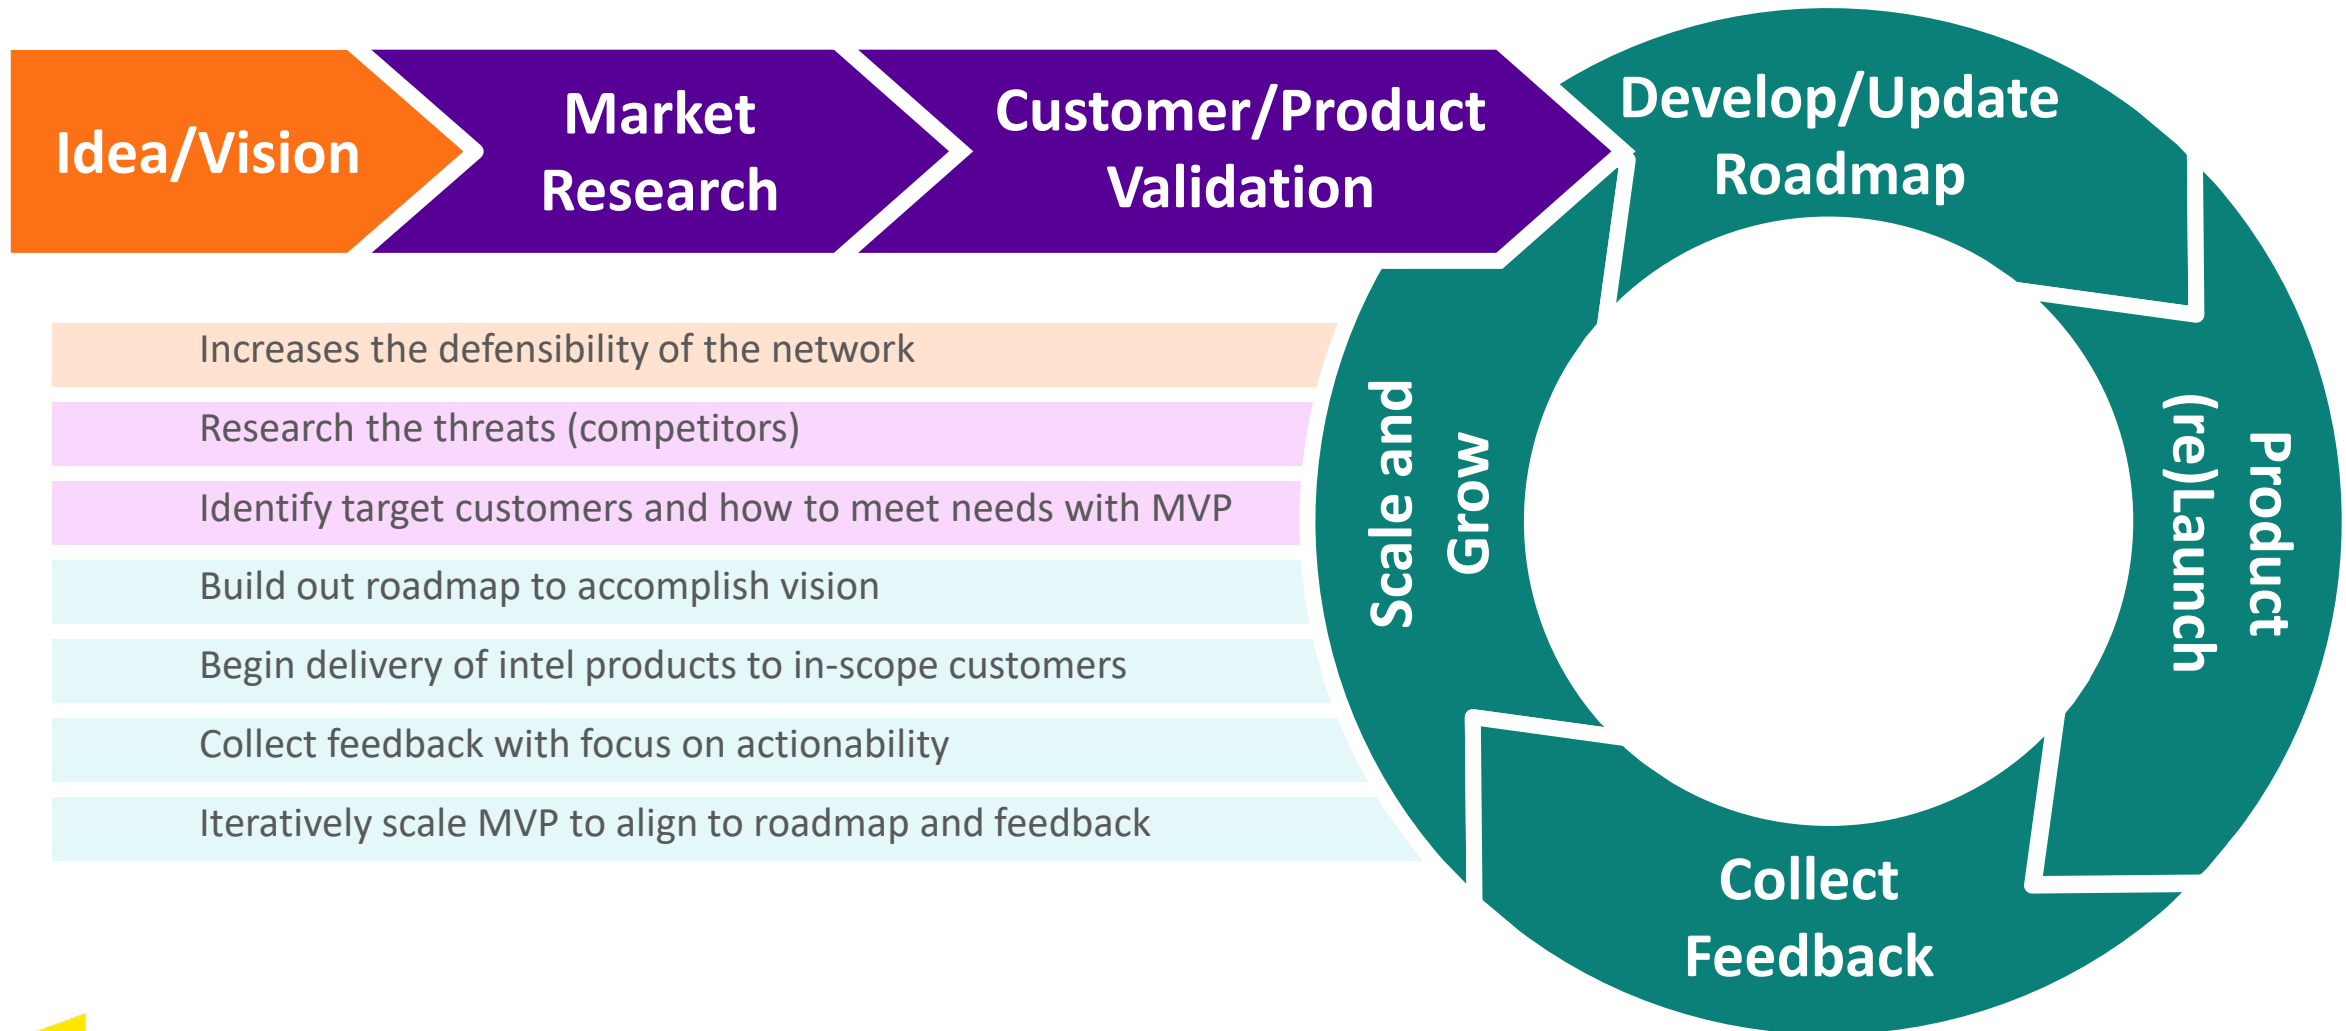 Idea/Vision
Market
Research
Customer/Product
Validation
Develop/Update
Roadmap
Product
(re)Launch
Collect
Feedback
Scale and
Grow
Increases the defensibility of the network
Research the threats (competitors)
Identify target customers and how to meet needs with MVP
Build out roadmap to accomplish vision
Begin delivery of intel products to in-scope customers
Collect feedback with focus on actionability
Iteratively scale MVP to align to roadmap and feedback